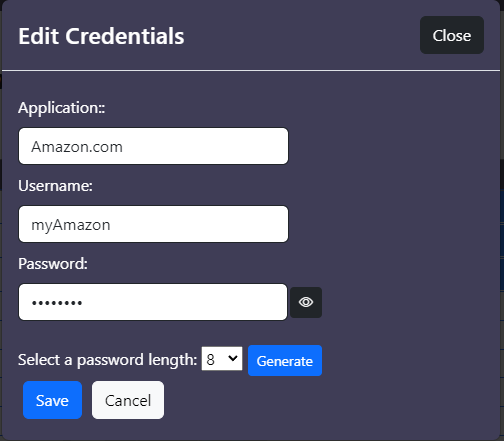 Edit Credentials
Close
Application::
Amazon.com
Username:
myAmazon
Password:
••••••••
Select a password length: 8 Generate
Save Cancel